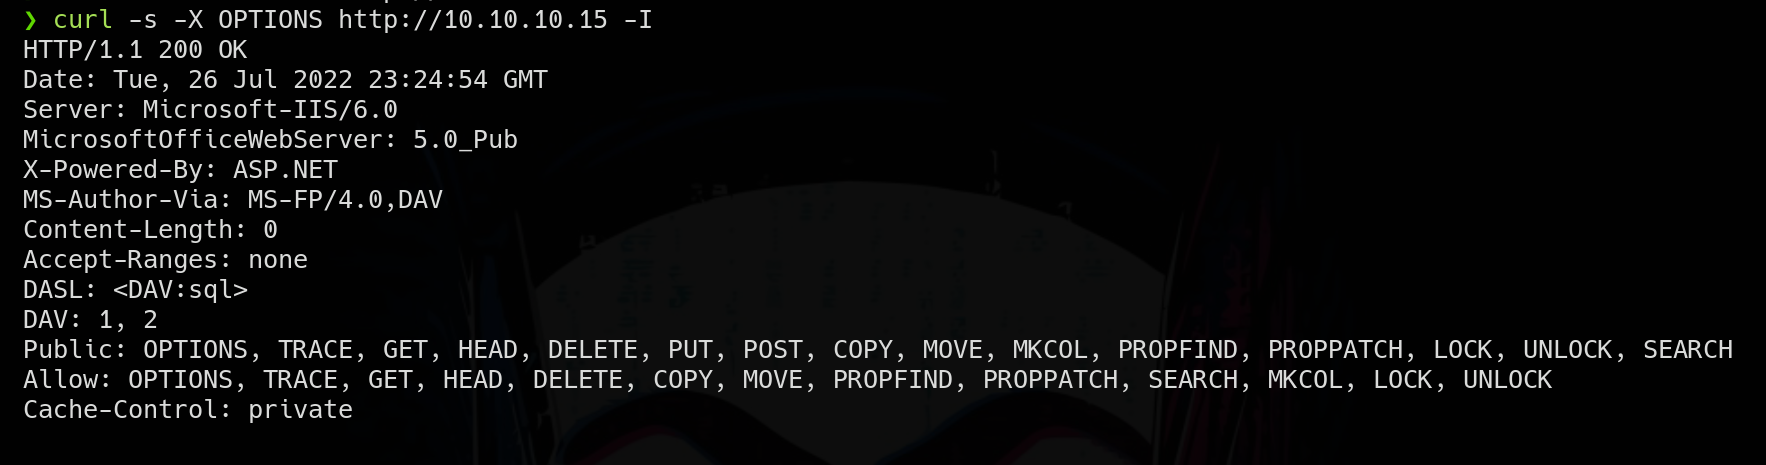 ❯ curl -s -X OPTIONS http://10.10.10.15 -I
HTTP/1.1 200 OK
Date: Tue, 26 Jul 2022 23:24:54 GMT
Server: Microsoft-IIS/6.0
MicrosoftOfficeWebServer: 5.0_Pub
X-Powered-By: ASP.NET
MS-Author-Via: MS-FP/4.0,DAV
Content-Length: 0
Accept-Ranges: none
DASL: <DAV:sql>
DAV: 1, 2
Public: OPTIONS, TRACE, GET, HEAD, DELETE, PUT, POST, COPY, MOVE, MKCOL, PROPFIND, PROPPATCH, LOCK, UNLOCK, SEARCH
Allow: OPTIONS, TRACE, GET, HEAD, DELETE, COPY, MOVE, PROPFIND, PROPPATCH, SEARCH, MKCOL, LOCK, UNLOCK
Cache-Control: private